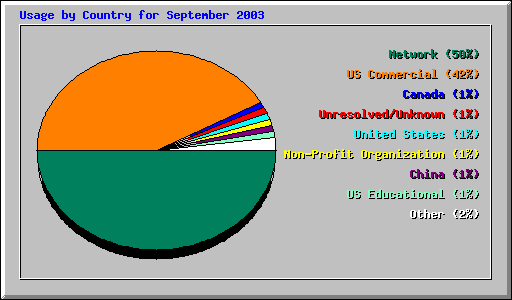 Usage by Country for September 2003
Network (50%)
US Commercial (42%)
Canada (1%)
Unresolved/Unknown (1%)
United States (1%)
Non-Profit Organization (1%)
China (1%)
US Educational (1%)
Other (2%)